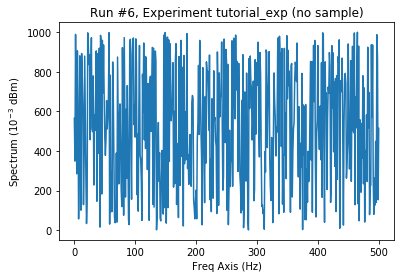 Run #6, Experiment tutorial_exp (no sample)
1000
800
600
400
200
0
Spectrum (10⁻³ dBm)
0 100 200 300 400 500
Freq Axis (Hz)